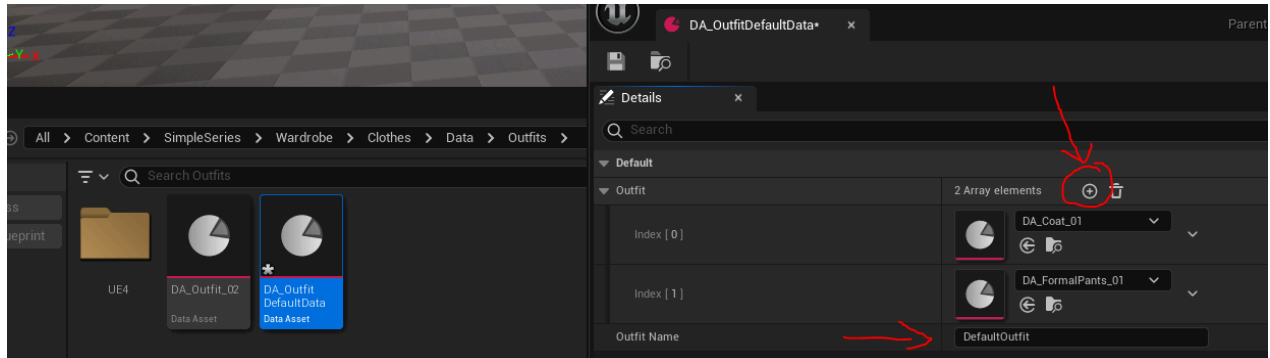 Z
Y
X
All > Content > SimpleSeries > Wardrobe > Clothes > Data > Outfits >
Search Outfits
ss
ueprint
UE4
DA_Outfit_02
Data Asset
DA_Outfit
DefaultData
Data Asset
DA_OutfitDefaultData*
Parent
Details
Search
Default
Outfit
2 Array elements
Index [ 0 ]
DA_Coat_01
Index [ 1 ]
DA_FormalPants_01
Outfit Name
DefaultOutfit